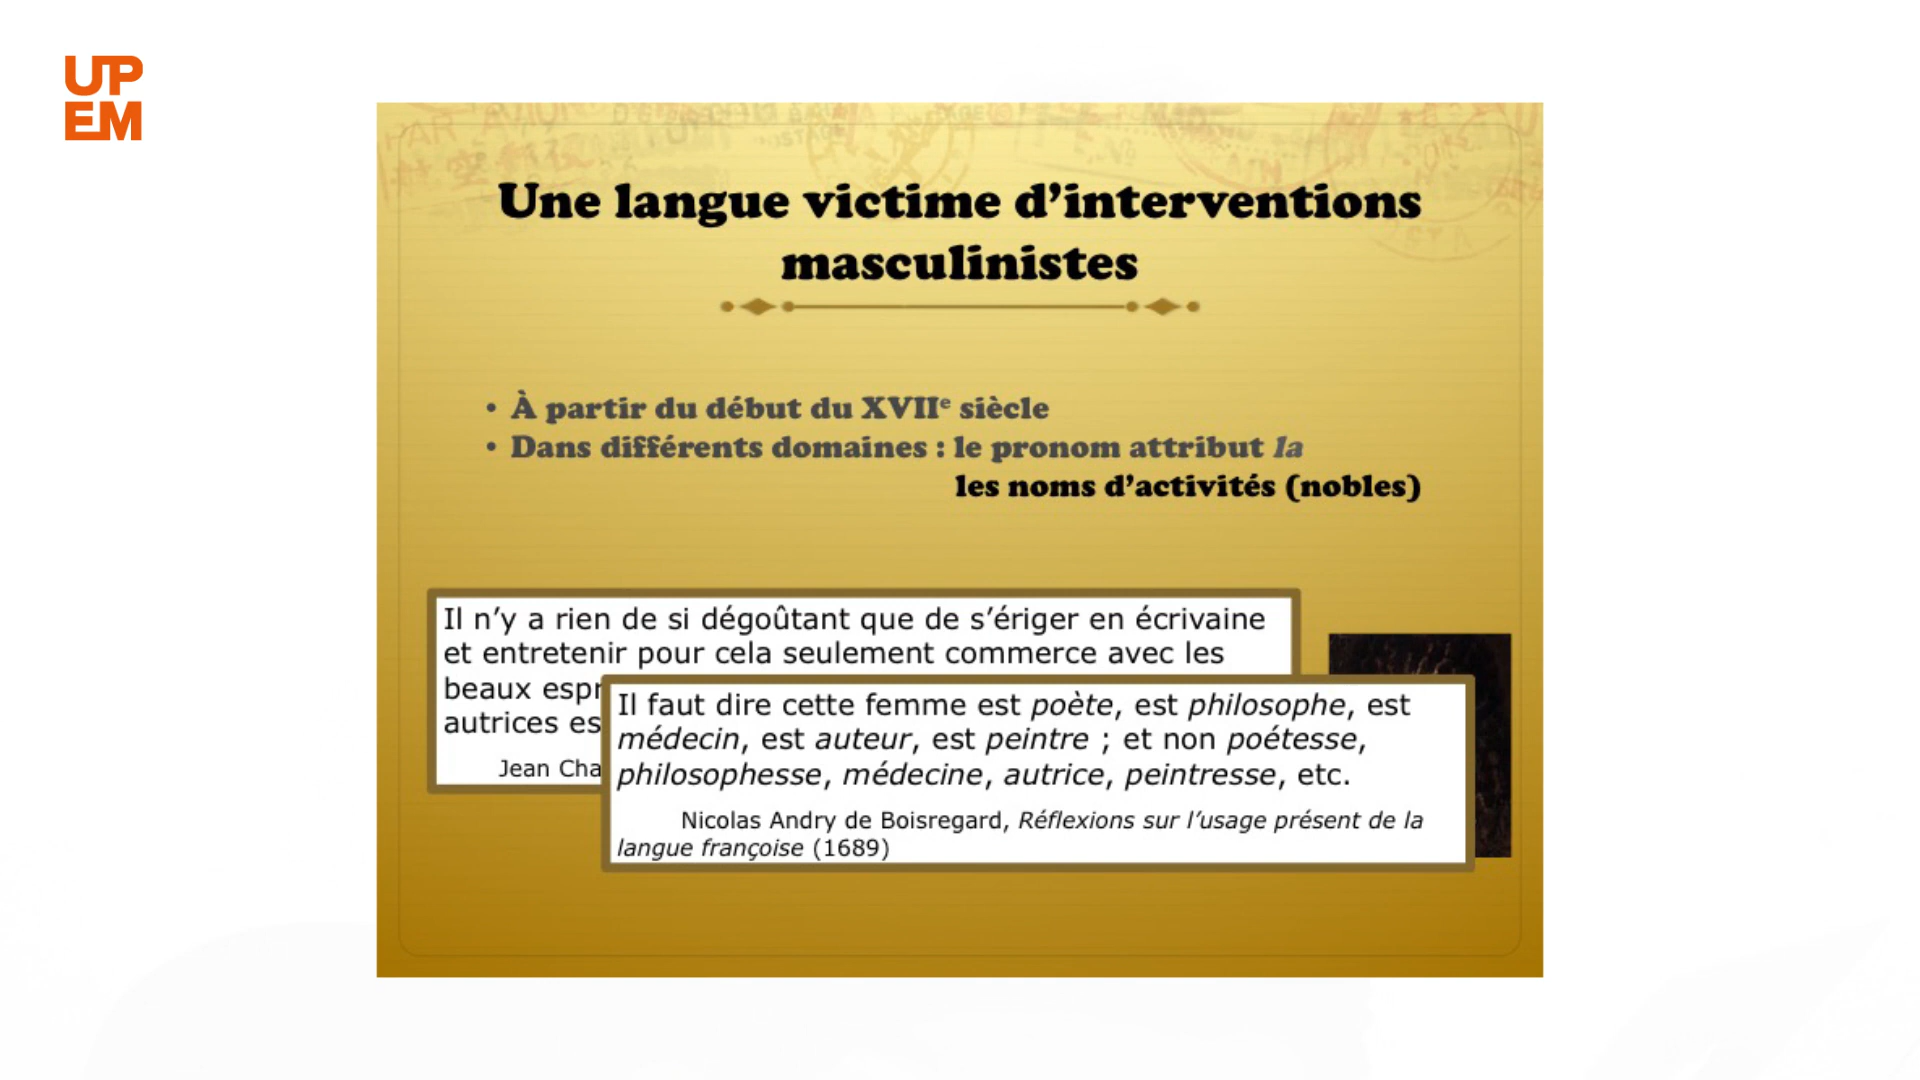 UP
EM
Une langue victime d’interventions
masculinistes
• À partir du début du XVIIe siècle
• Dans différents domaines : le pronom attribut la
les noms d’activités (nobles)
Il n’y a rien de si dégoûtant que de s’ériger en écrivaine
et entretenir pour cela seulement commerce avec les
beaux
autrices
Jean
Il faut dire cette femme est poète, est philosophe, est
médecin, est auteur, est peintre ; et non poétesse,
philosophesse, médecine, autrice, peintresse, etc.
Nicolas Andry de Boisregard, Réflexions sur l’usage présent de la
langue françoise (1689)